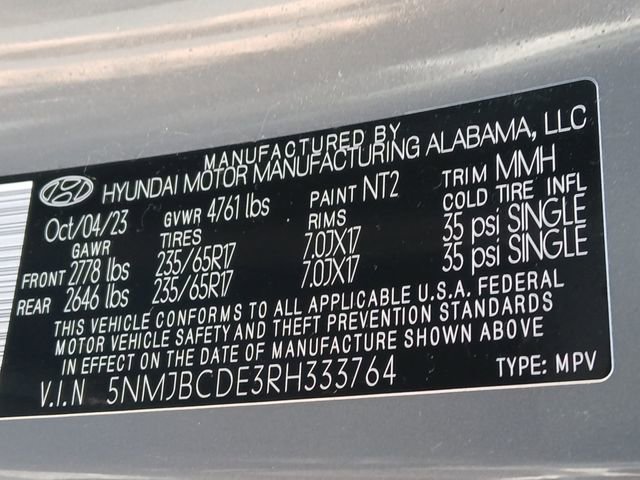 MANUFACTURED BY
HYUNDAI MOTOR MANUFACTURING ALABAMA, LLC
Oct/04/23 GVWR 4761 lbs PAINT NT2 TRIM MMH
GAWR TIRES RIMS COLD TIRE INFL
FRONT 2778 lbs 235/65R17 7.0JX17 35 psi SINGLE
REAR 2646 lbs 235/65R17 7.0JX17 35 psi SINGLE
THIS VEHICLE CONFORMS TO ALL APPLICABLE U.S.A. FEDERAL
MOTOR VEHICLE SAFETY AND THEFT PREVENTION STANDARDS
IN EFFECT ON THE DATE OF MANUFACTURE SHOWN ABOVE
V.I.N 5NMJBCDE3RH333764 TYPE: MPV